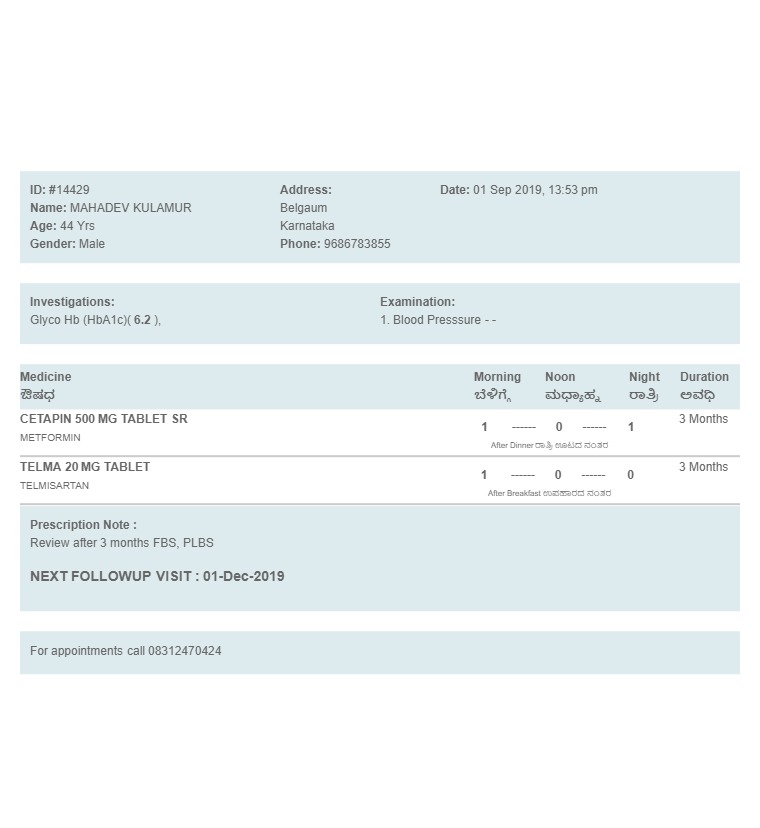 ID: #14429
Name: MAHADEV KULAMUR
Age: 44 Yrs
Gender: Male
Address:
Belgaum
Karnataka
Phone: 9686783855
Date: 01 Sep 2019, 13:53 pm
Investigations:
Glyco Hb (HbA1c)( 6.2 ),
Examination:
1. Blood Presssure - -
Medicine Morning Noon Night Duration
ಔಷಧ ಬೆಳಿಗ್ಗೆ ಮಧ್ಯಾಹ್ನ ರಾತ್ರಿ ಅವಧಿ
CETAPIN 500 MG TABLET SR 3 Months
1 ------ 0 ------ 1
METFORMIN
After Dinner ರಾತ್ರಿ ಊಟದ ನಂತರ
TELMA 20 MG TABLET 3 Months
1 ------ 0 ------ 0
TELMISARTAN
After Breakfast ಉಪಹಾರದ ನಂತರ
Prescription Note :
Review after 3 months FBS, PLBS
NEXT FOLLOWUP VISIT : 01-Dec-2019
For appointments call 08312470424